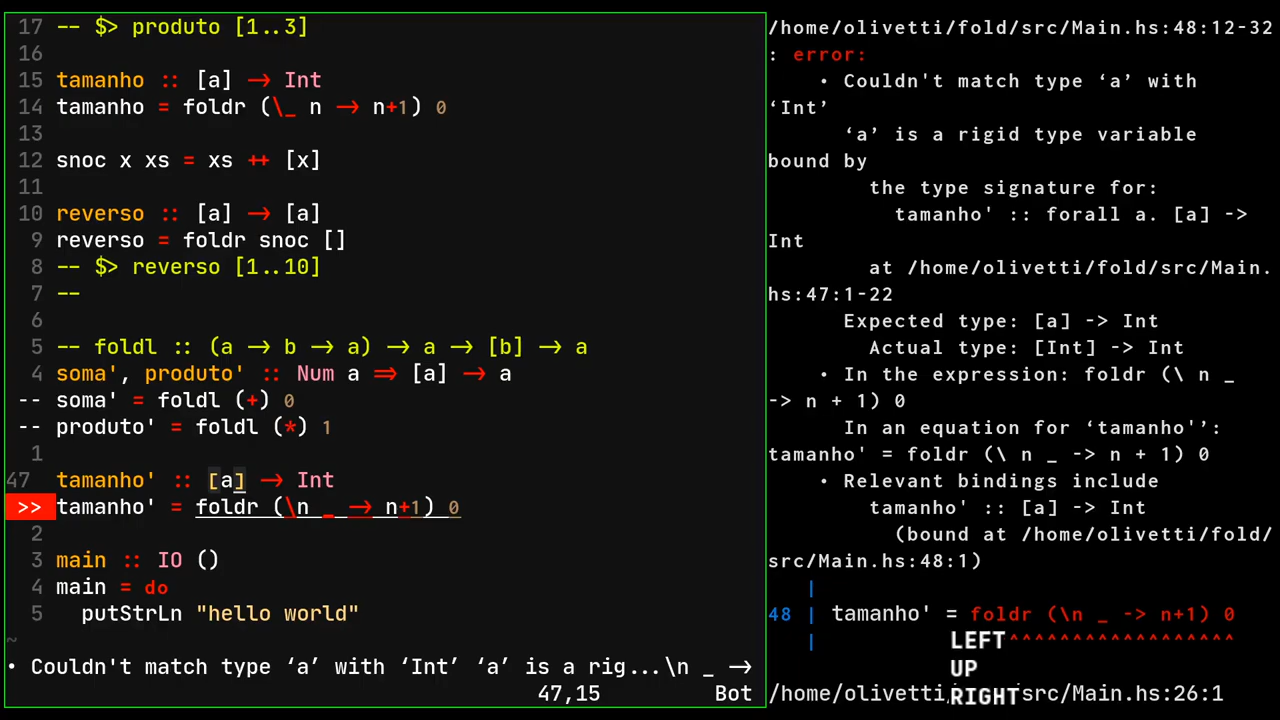 17 -- $> produto [1..3]
16
15 tamanho :: [a] -> Int
14 tamanho = foldr (\_ n -> n+1) 0
13
12 snoc x xs = xs ++ [x]
11
10 reverso :: [a] -> [a]
9 reverso = foldr snoc []
8 -- $> reverso [1..10]
7 --
6
5 -- foldl :: (a -> b -> a) -> a -> [b] -> a
4 soma', produto' :: Num a => [a] -> a
-- soma' = foldl (+) 0
-- produto' = foldl (*) 1
1
47 tamanho' :: [a] -> Int
>> tamanho' = foldr (\n _ -> n+1) 0
2
3 main :: IO ()
4 main = do
5 putStrLn "hello world"
~
• Couldn't match type ‘a’ with ‘Int’ ‘a’ is a rig...\n _ ->
47,15 Bot
/home/olivetti/fold/src/Main.hs:48:12-32
: error:
• Couldn't match type ‘a’ with
‘Int’
‘a’ is a rigid type variable
bound by
the type signature for:
tamanho' :: forall a. [a] ->
Int
at /home/olivetti/fold/src/Main.
hs:47:1-22
Expected type: [a] -> Int
Actual type: [Int] -> Int
• In the expression: foldr (\ n _
-> n + 1) 0
In an equation for ‘tamanho'’:
tamanho' = foldr (\ n _ -> n + 1) 0
• Relevant bindings include
tamanho' :: [a] -> Int
(bound at /home/olivetti/fold/
src/Main.hs:48:1)
|
48 | tamanho' = foldr (\n _ -> n+1) 0
| LEFT^^^^^^^^^^^^^^^^^^
UP
/home/olivetti/ RIGHT src/Main.hs:26:1